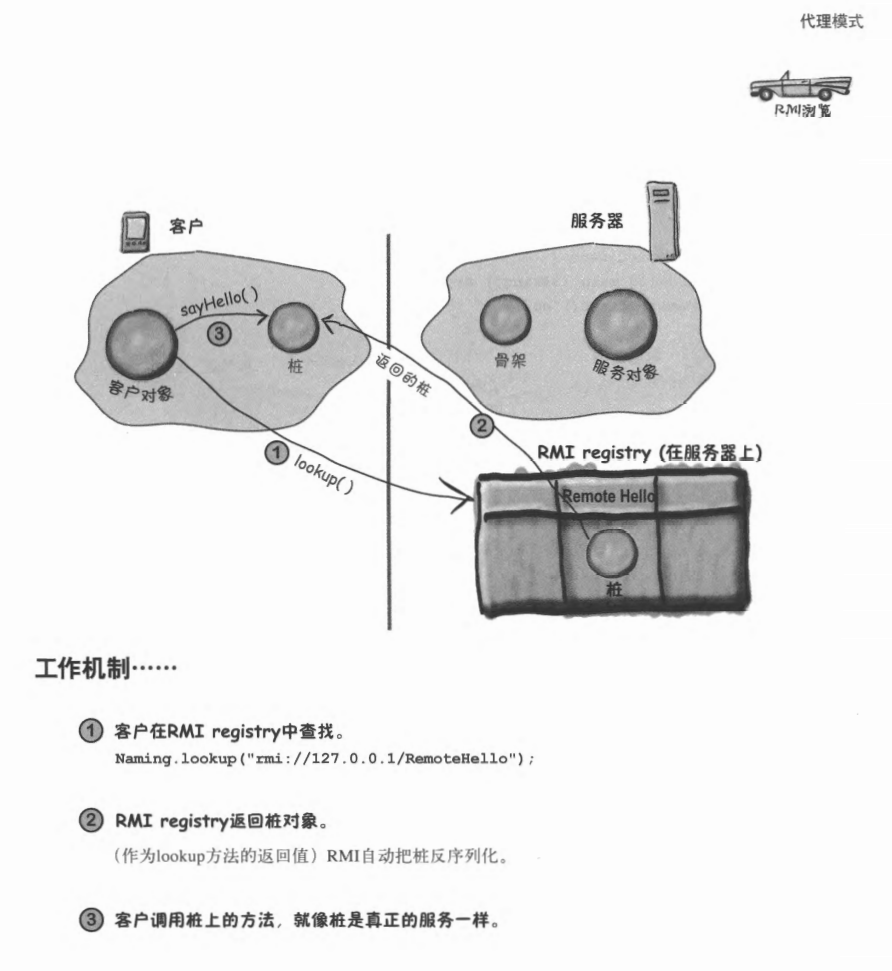 代理模式
RMI浏览
客户
服务器
sayHello()
③
桩
客户对象
骨架
服务对象
返回的桩
②
①
lookup()
RMI registry (在服务器上)
Remote Hello
桩
工作机制……
① 客户在RMI registry中查找。
Naming.lookup("rmi://127.0.0.1/RemoteHello");
② RMI registry返回桩对象。
（作为lookup方法的返回值）RMI自动把桩反序列化。
③ 客户调用桩上的方法，就像桩是真正的服务一样。